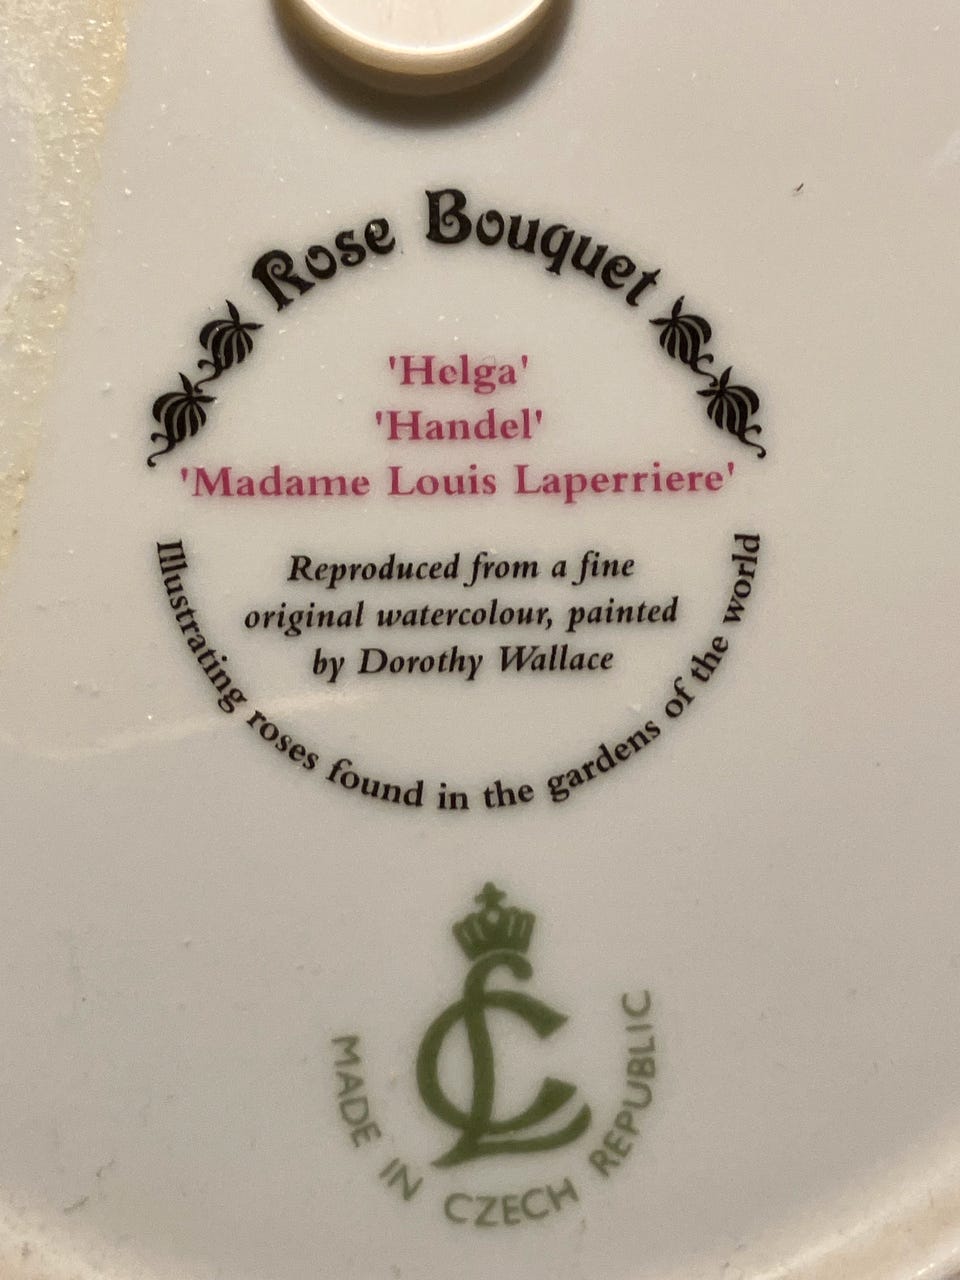 Rose Bouquet
'Helga'
'Handel'
'Madame Louis Laperriere'
Reproduced from a fine
original watercolour, painted
by Dorothy Wallace
Illustrating roses found in the gardens of the world
LC
MADE IN CZECH REPUBLIC